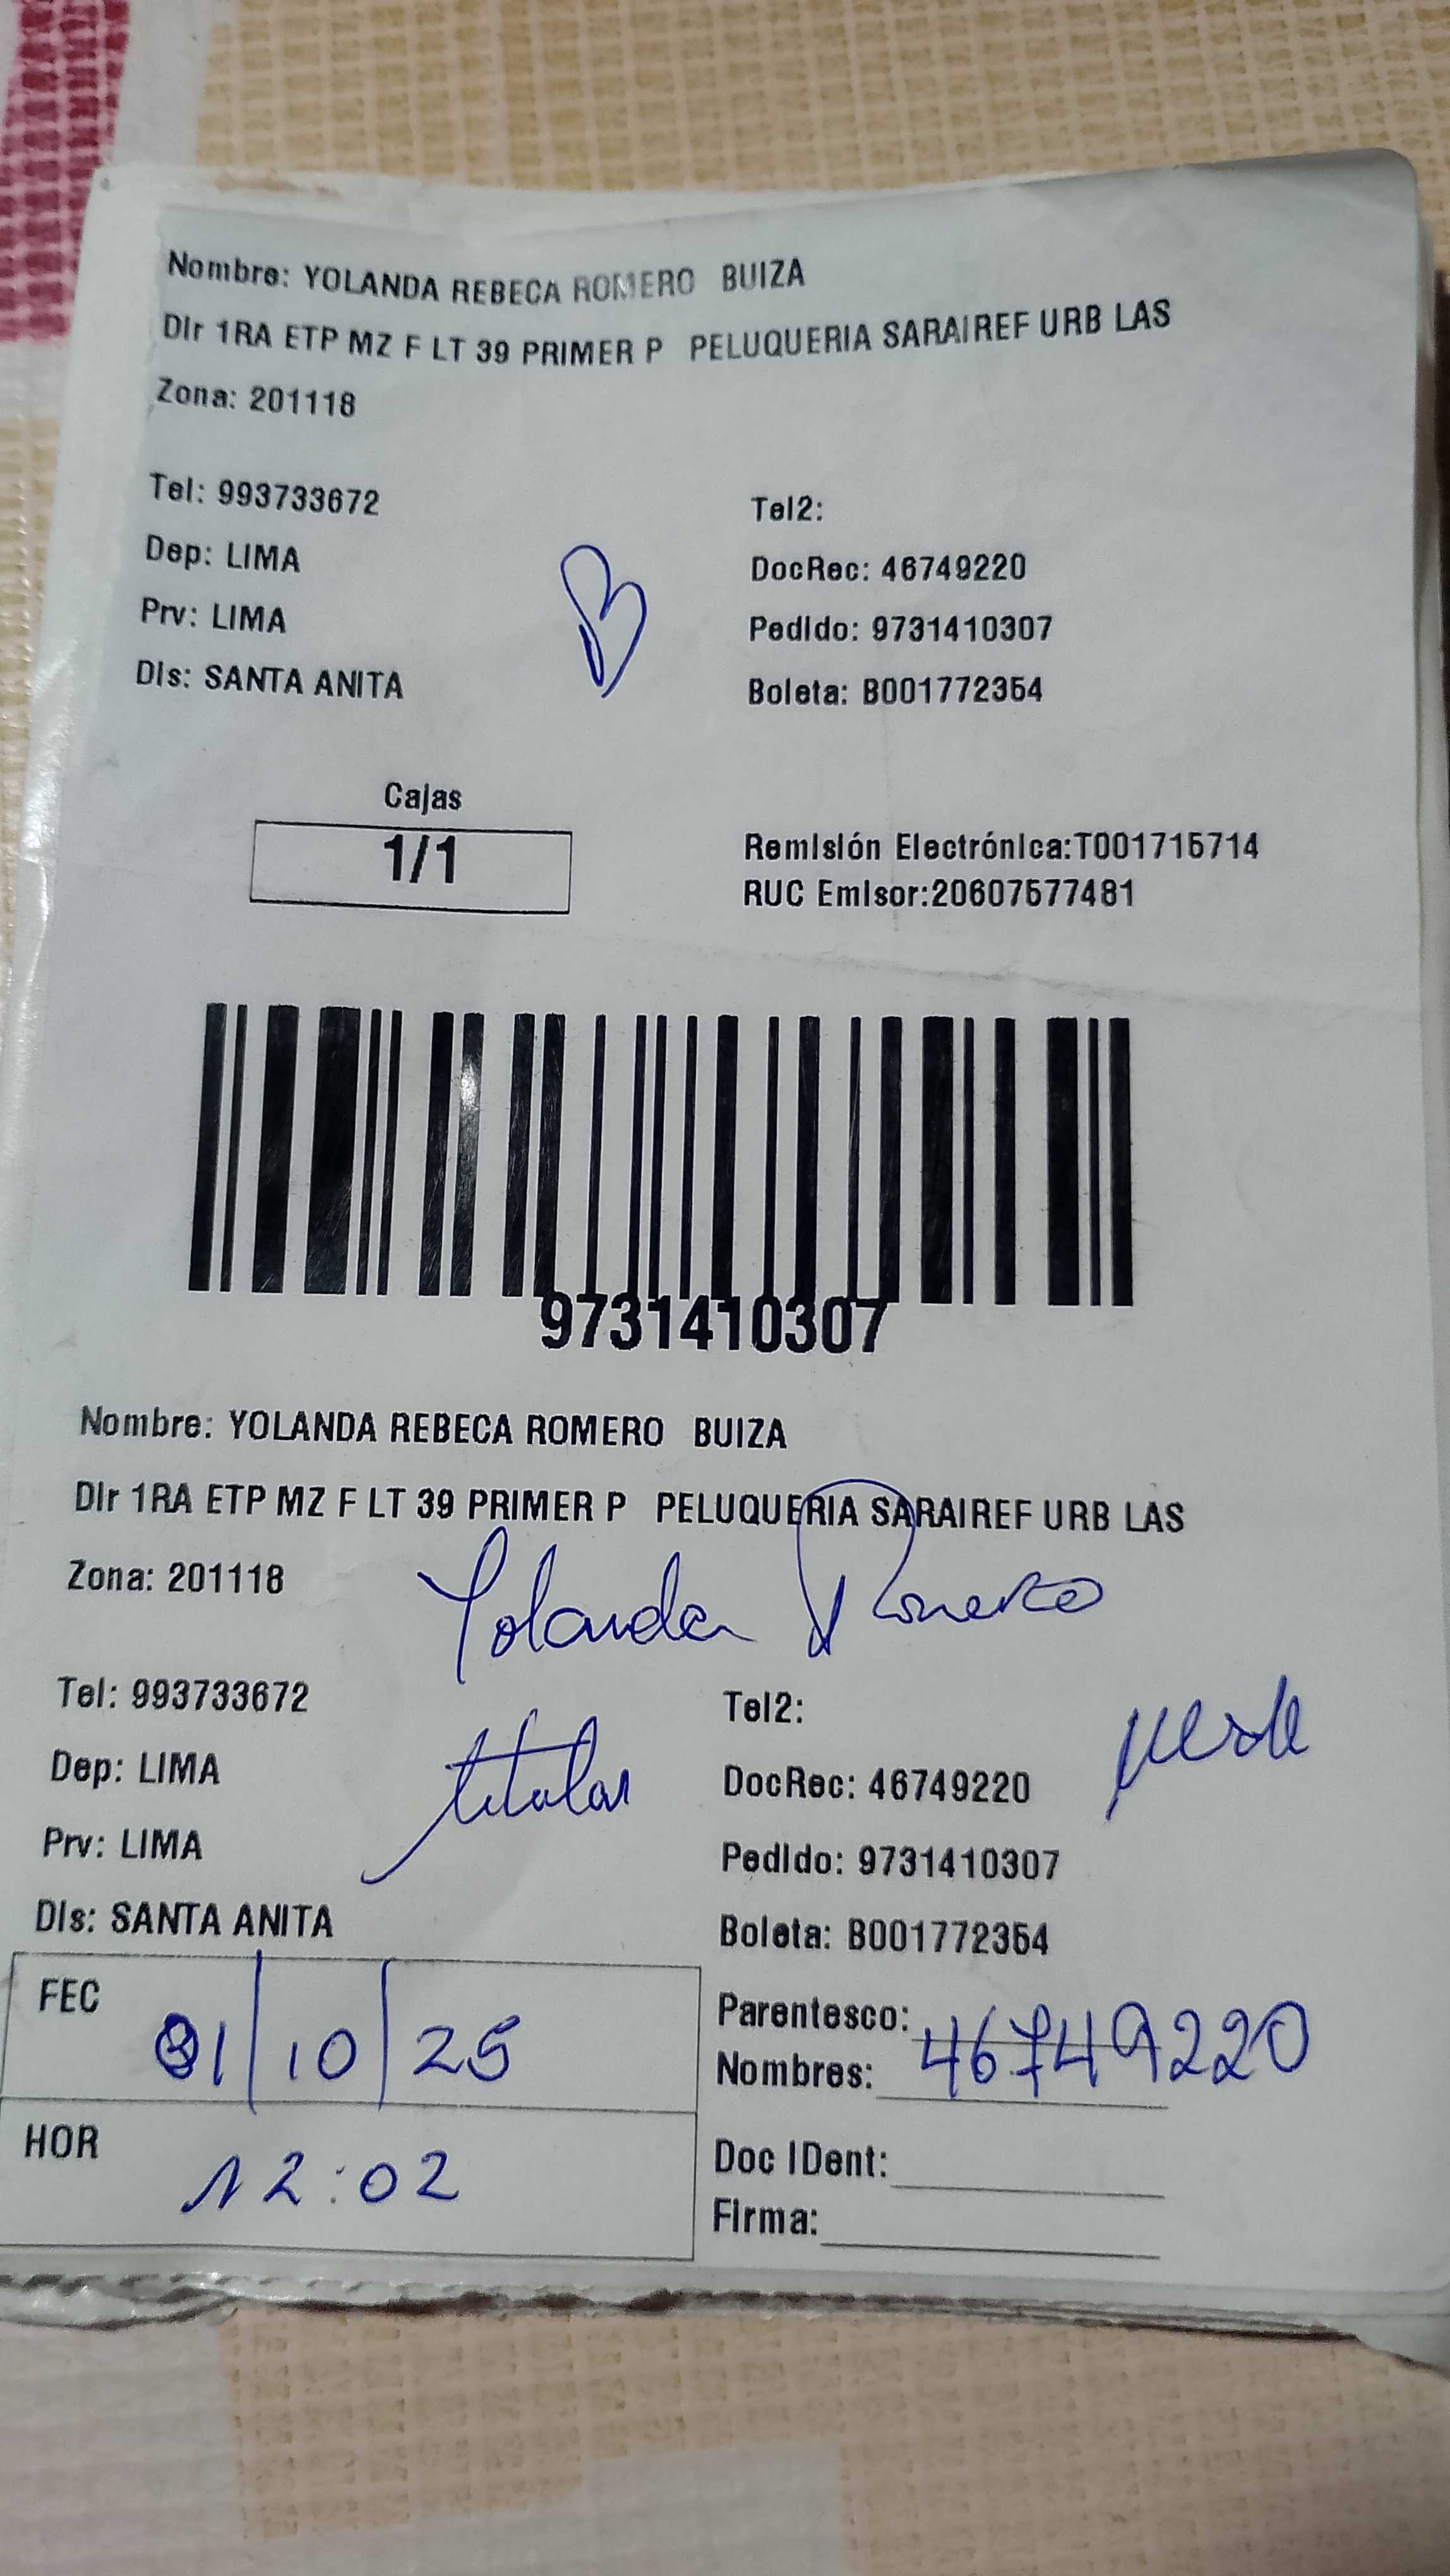 Nombre: YOLANDA REBECA ROMERO BUIZA
Dir 1RA ETP MZ F LT 39 PRIMER P PELUQUERIA SARAIREF URB LAS
Zona: 201118
Tel: 993733672
Tel2:
Dep: LIMA
DocRec: 46749220
Prv: LIMA
Pedido: 9731410307
Dis: SANTA ANITA
Boleta: B001772354
Cajas
1/1
Remisión Electrónica:T001715714
RUC Emisor:20607577481
9731410307
Nombre: YOLANDA REBECA ROMERO BUIZA
Dir 1RA ETP MZ F LT 39 PRIMER P PELUQUERIA SARAIREF URB LAS
Zona: 201118
Yolanda Romero
Tel: 993733672
Tel2:
Dep: LIMA
titular
DocRec: 46749220
Prv: LIMA
Pedido: 9731410307
Dis: SANTA ANITA
Boleta: B001772354
FEC 01/10/25
Parentesco:
46749220
Nombres:
HOR 12:02
Doc IDent:
Firma: